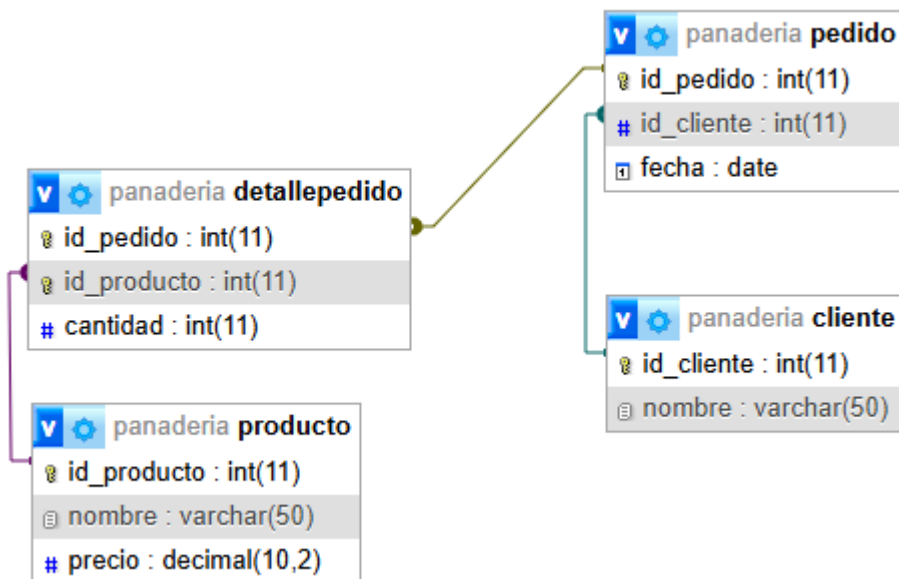 panaderia pedido
id_pedido : int(11)
id_cliente : int(11)
fecha : date
panaderia detallepedido
id_pedido : int(11)
id_producto : int(11)
cantidad : int(11)
panaderia cliente
id_cliente : int(11)
nombre : varchar(50)
panaderia producto
id_producto : int(11)
nombre : varchar(50)
precio : decimal(10,2)